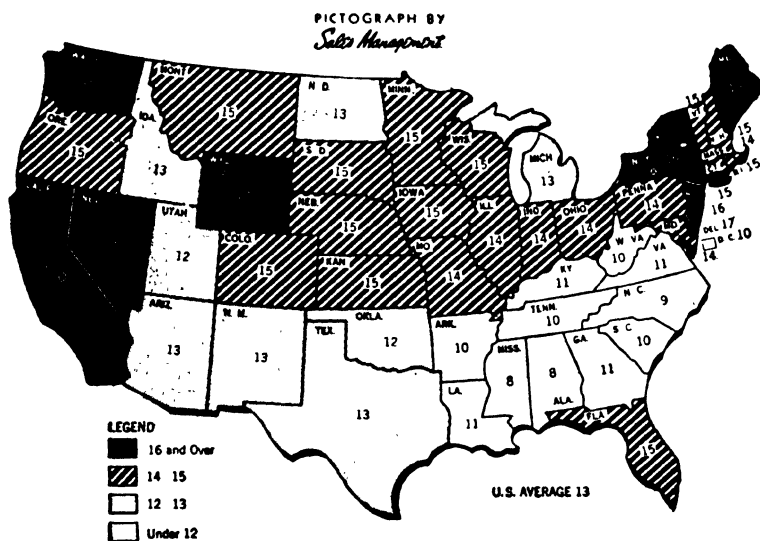 PICTOGRAPH BY
Sales Management
MONT.
15
N. D.
13
MINN.
15
ORE.
15
IDA.
13
S. D.
15
WIS.
15
MICH
13
UTAH
12
NEB.
15
IOWA
15
ILL.
14
IND.
14
OHIO
14
PENNA
14
COLO.
15
KAN.
15
MO.
14
KY
11
W VA
10
VA
11
ARIZ.
13
N. M.
13
TEX.
13
OKLA.
12
ARK.
10
TENN.
10
N C.
9
S C
10
MISS.
8
ALA.
8
GA.
11
LA.
11
FLA
15
VT.
15
15
14
R I. 15
15
16
DEL 17
D. C. 10
14
LEGEND
16 and Over
14 15
12 13
Under 12
U.S. AVERAGE 13